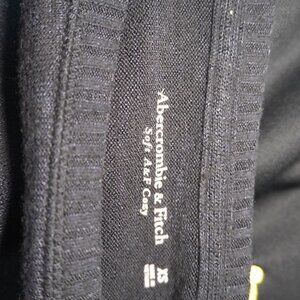 Abercrombie & Fitch
Soft A&F Cozy
XS